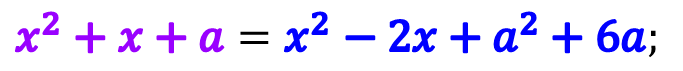 x² + x + a = x² − 2x + a² + 6a;